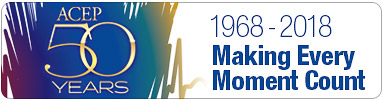 ACEP
50
YEARS
1968 - 2018
Making Every
Moment Count